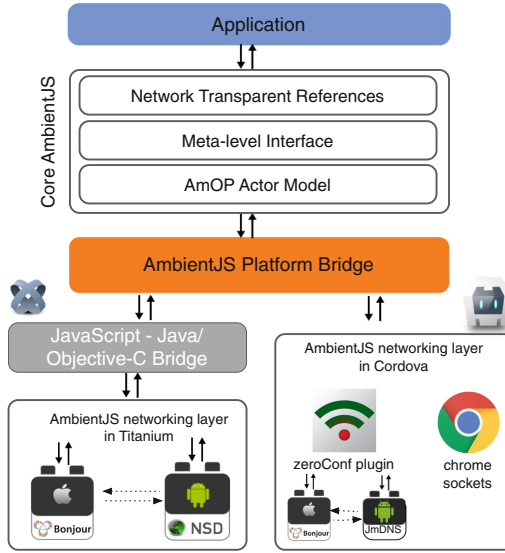 Application
Core AmbientJS
Network Transparent References
Meta-level Interface
AmOP Actor Model
AmbientJS Platform Bridge
JavaScript - Java/
Objective-C Bridge
AmbientJS networking layer
in Titanium
Bonjour
NSD
AmbientJS networking layer
in Cordova
zeroConf plugin
chrome
sockets
Bonjour
JmDNS